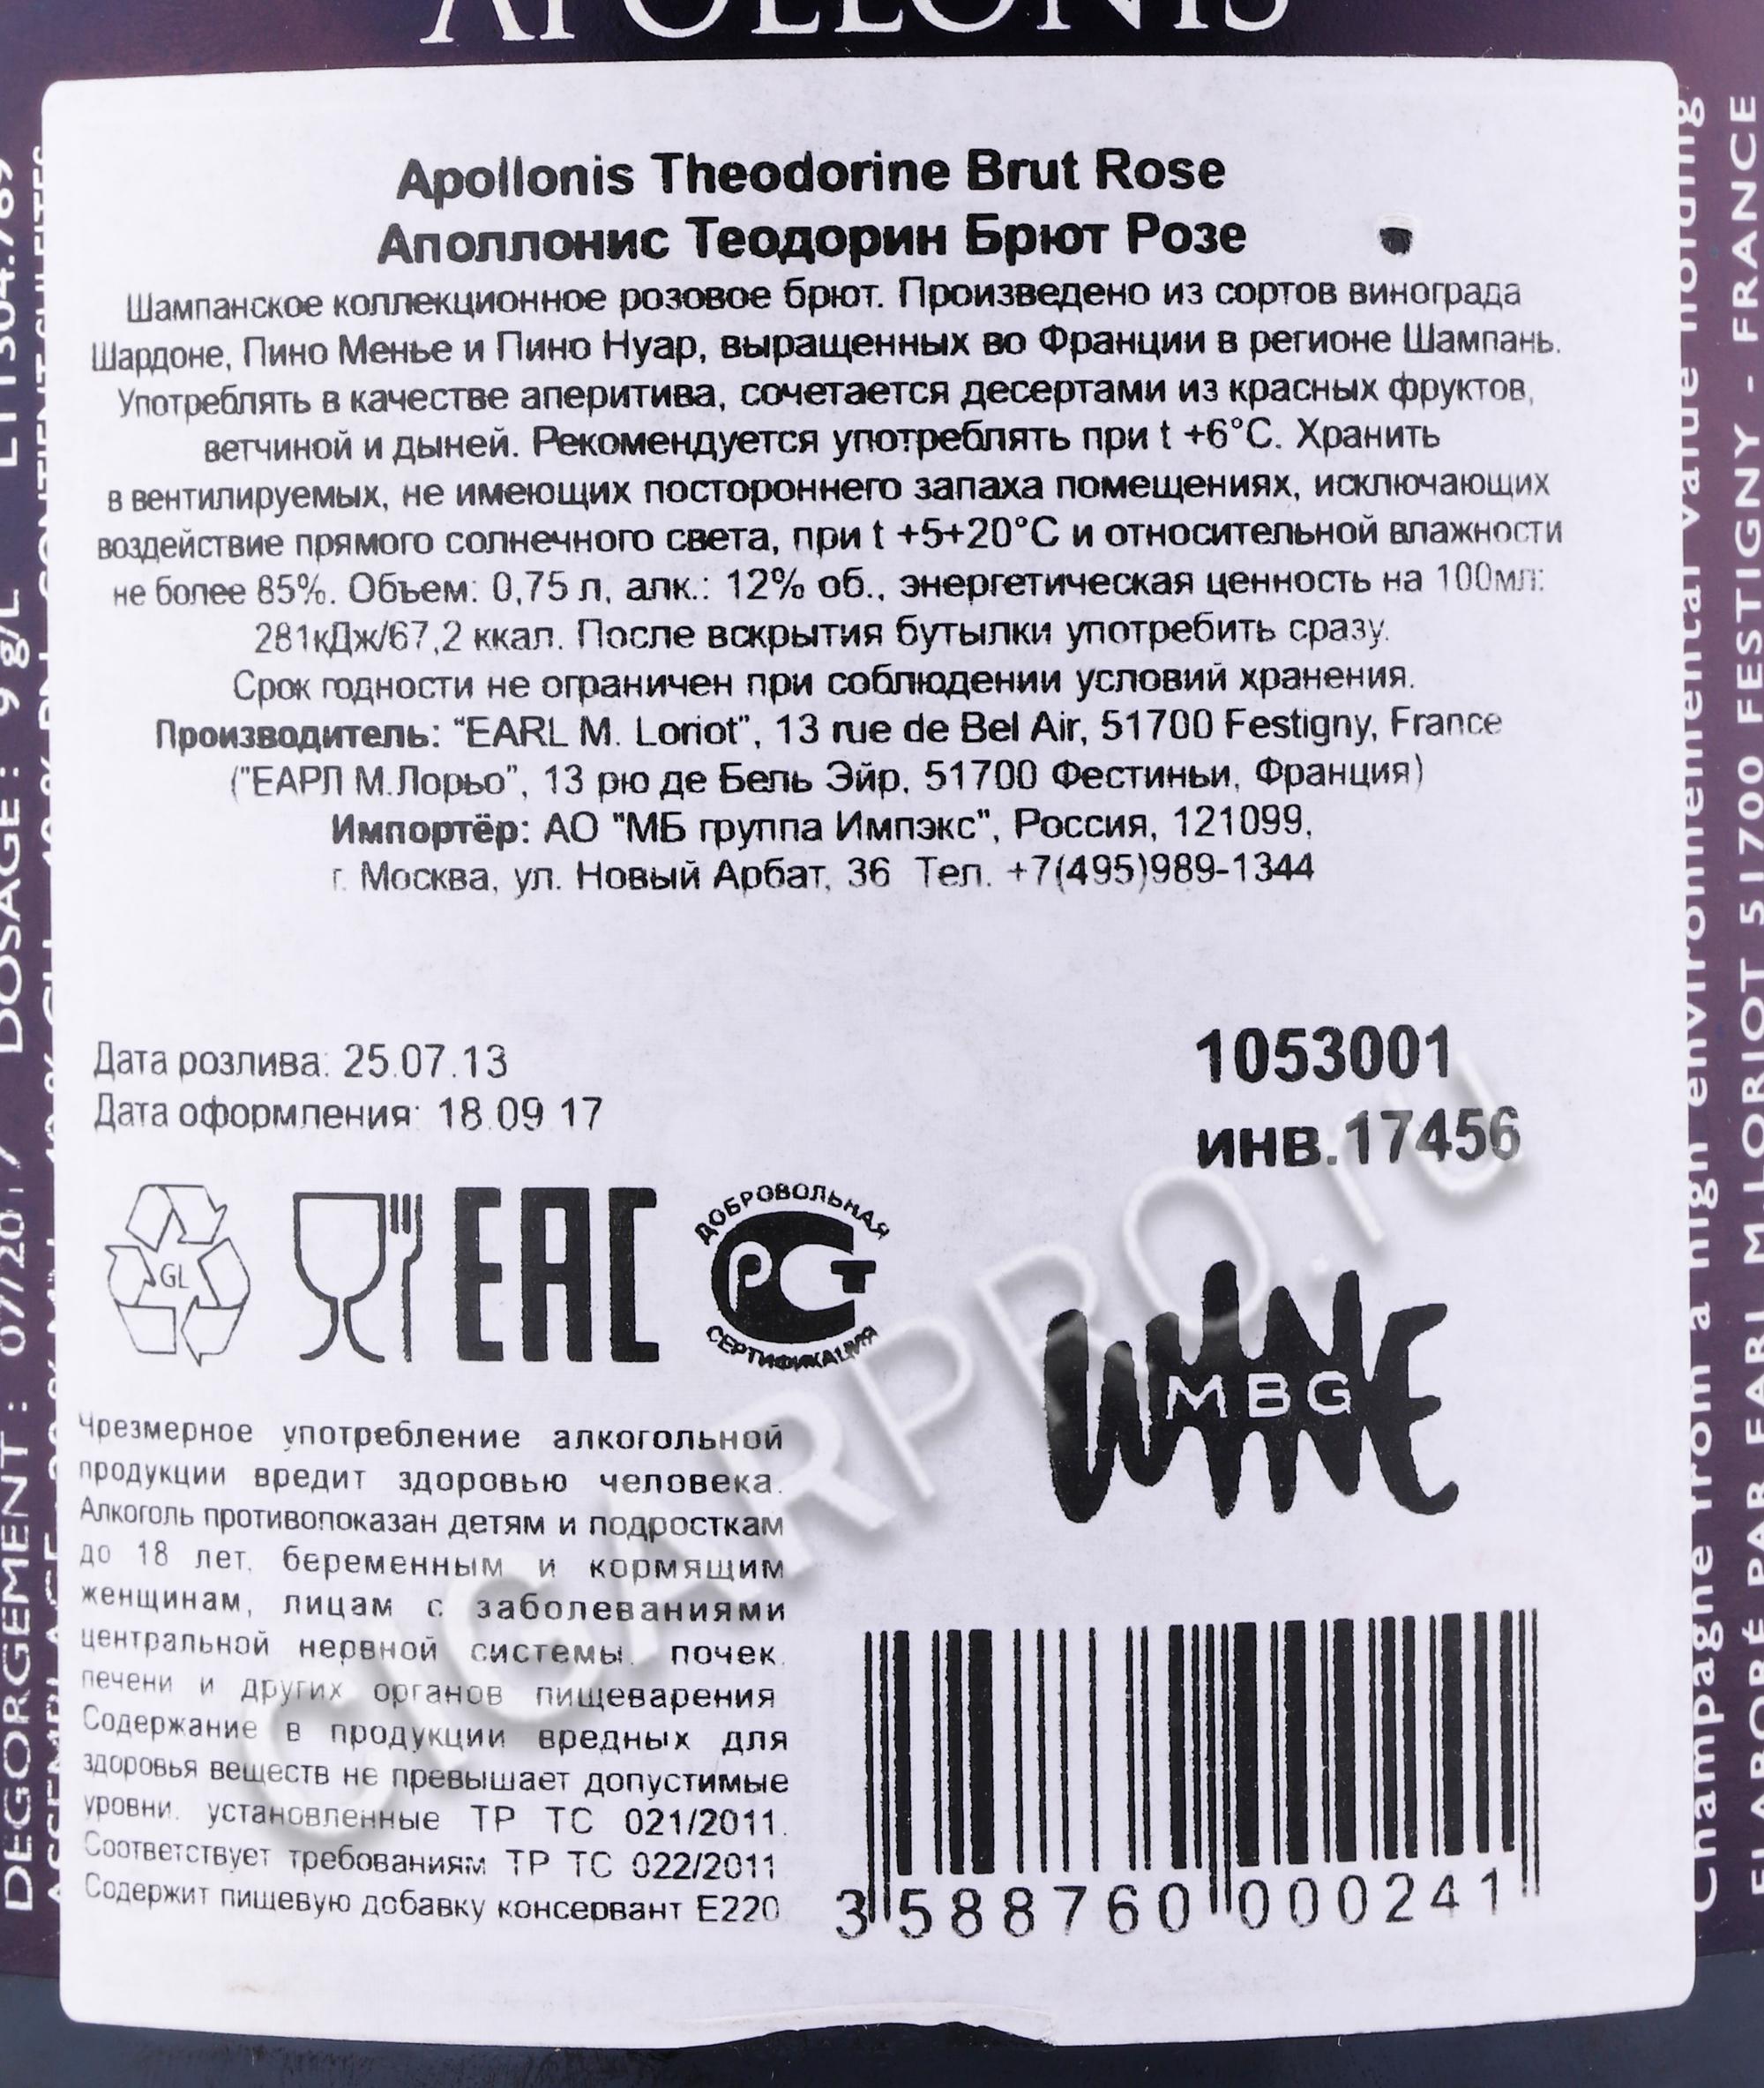 APOLLONIS
Apollonis Theodorine Brut Rose
Аполлонис Теодорин Брют Розе
Шампанское коллекционное розовое брют. Произведено из сортов винограда
Шардоне, Пино Менье и Пино Нуар, выращенных во Франции в регионе Шампань.
Употреблять в качестве аперитива, сочетается десертами из красных фруктов,
ветчиной и дыней. Рекомендуется употреблять при t +6°C. Хранить
в вентилируемых, не имеющих постороннего запаха помещениях, исключающих
воздействие прямого солнечного света, при t +5+20°C и относительной влажности
не более 85%. Объем: 0,75 л, алк.: 12% об., энергетическая ценность на 100мл:
281кДж/67,2 ккал. После вскрытия бутылки употребить сразу.
Срок годности не ограничен при соблюдении условий хранения.
Производитель: "EARL M. Loriot", 13 rue de Bel Air, 51700 Festigny, France
("ЕАРЛ М.Лорьо", 13 рю де Бель Эйр, 51700 Фестиньи, Франция)
Импортёр: АО "МБ группа Импэкс", Россия, 121099,
г. Москва, ул. Новый Арбат, 36 Тел. +7(495)989-1344
Дата розлива: 25.07.13
Дата оформления: 18.09 17
1053001
инв.17456
GL
EAC
ДОБРОВОЛЬНАЯ
РСТ
СЕРТИФИКАЦИЯ
WINE
MBG
Чрезмерное употребление алкогольной
продукции вредит здоровью человека.
Алкоголь противопоказан детям и подросткам
до 18 лет, беременным и кормящим
женщинам, лицам с заболеваниями
центральной нервной системы, почек,
печени и других органов пищеварения
Содержание в продукции вредных для
здоровья веществ не превышает допустимые
уровни, установленные ТР ТС 021/2011.
Соответствует требованиям ТР ТС 022/2011
Содержит пищевую добавку консервант Е220
3 588760 000241
DEGORGEMENT : 07/2017 DOSAGE : 9 g/L
Champagne from a high environmental value holding
ELABORÉ PAR EARL M.LORIOT 51700 FESTIGNY - FRANCE
CIGARPRO.ru